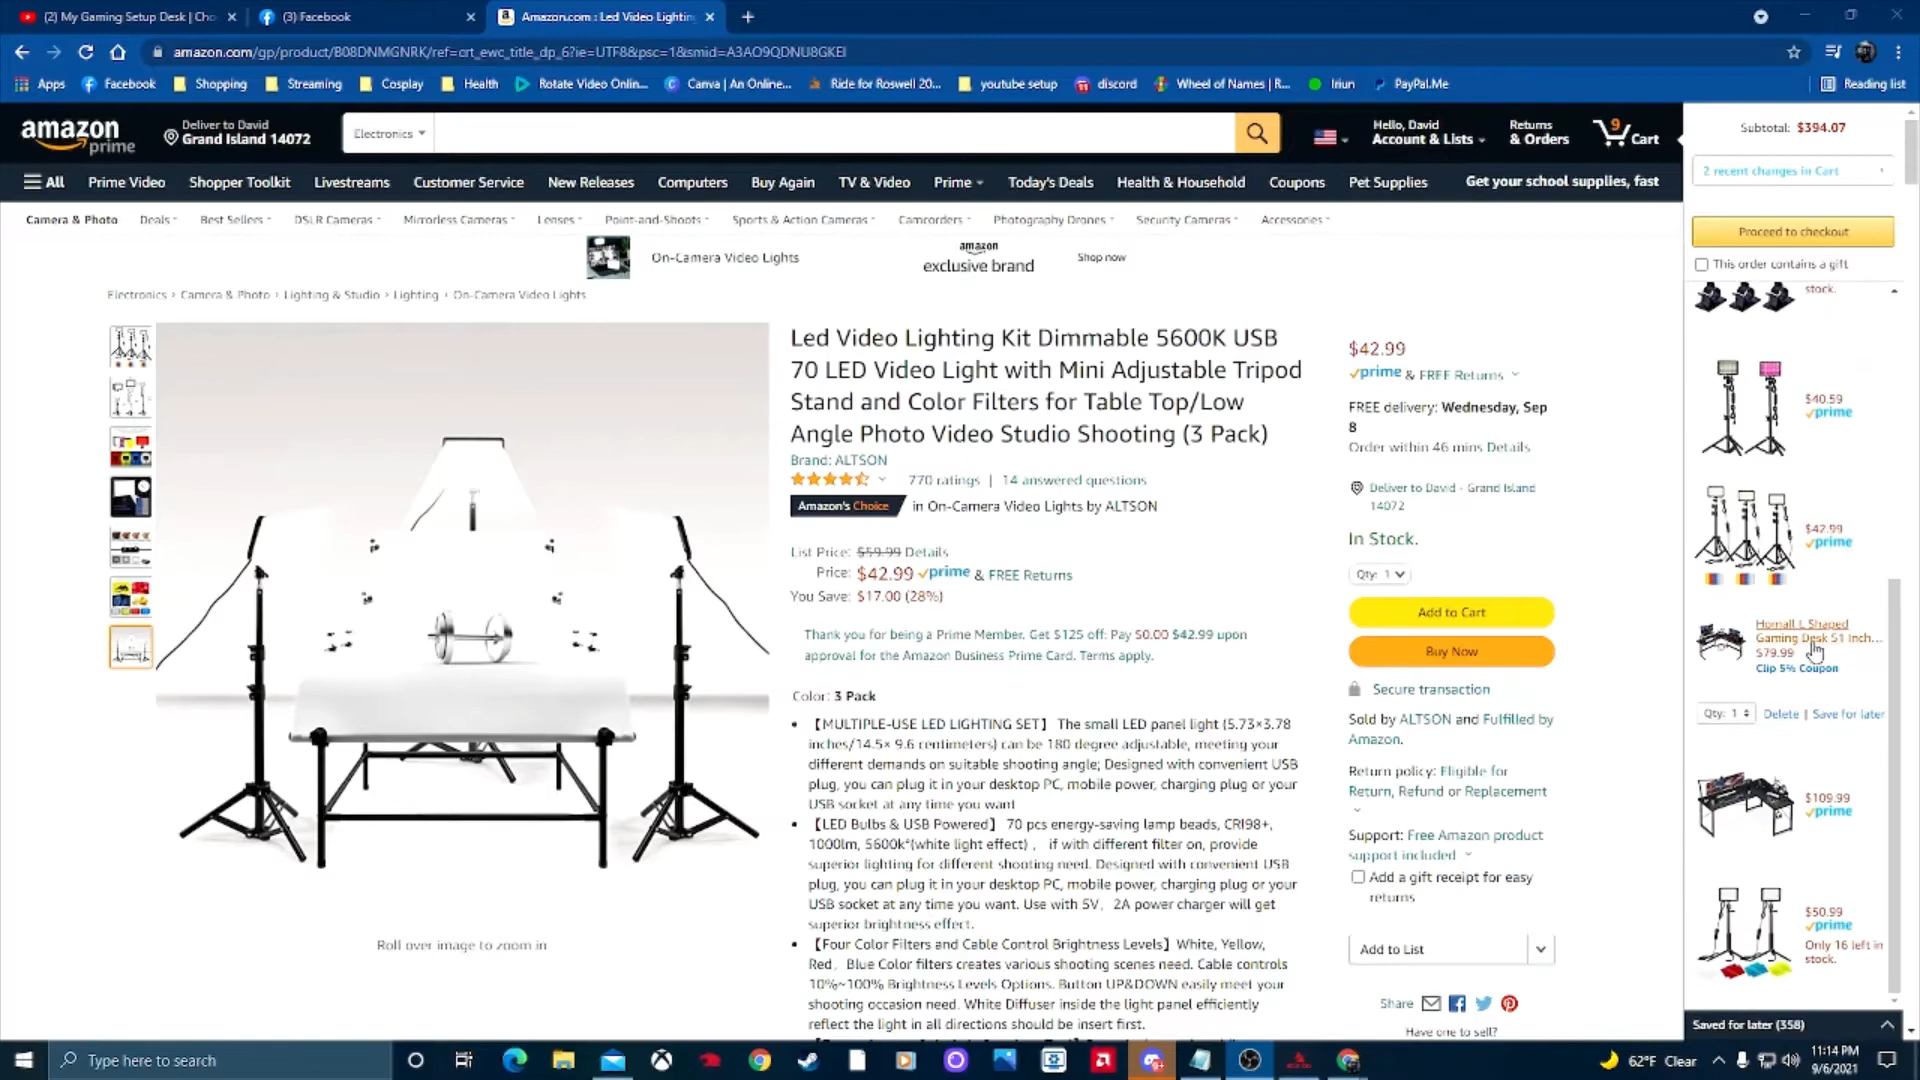 (2) My Gaming Setup Desk | Cho
(3) Facebook
Amazon.com : Led Video Lighting
amazon.com/gp/product/B08DNMGNRK/ref=crt_ewc_title_dp_6?ie=UTF8&psc=1&smid=A3AO9QDNU8GKEI
Apps Facebook Shopping Streaming Cosplay Health Rotate Video Onlin... Canva | An Online... Ride for Roswell 20... youtube setup discord Wheel of Names | R... Iriun PayPal.Me Reading list
amazon prime
Deliver to David
Grand Island 14072
Electronics
Hello, David
Account & Lists
Returns
& Orders
9
Cart
All Prime Video Shopper Toolkit Livestreams Customer Service New Releases Computers Buy Again TV & Video Prime Today's Deals Health & Household Coupons Pet Supplies Get your school supplies, fast
Camera & Photo Deals Best Sellers DSLR Cameras Mirrorless Cameras Lenses Point-and-Shoots Sports & Action Cameras Camcorders Photography Drones Security Cameras Accessories
On-Camera Video Lights
amazon
exclusive brand
Shop now
Electronics › Camera & Photo › Lighting & Studio › Lighting › On-Camera Video Lights
Roll over image to zoom in
Led Video Lighting Kit Dimmable 5600K USB
70 LED Video Light with Mini Adjustable Tripod
Stand and Color Filters for Table Top/Low
Angle Photo Video Studio Shooting (3 Pack)
Brand: ALTSON
770 ratings | 14 answered questions
Amazon's Choice in On-Camera Video Lights by ALTSON
List Price: $59.99 Details
Price: $42.99 prime & FREE Returns
You Save: $17.00 (28%)
Thank you for being a Prime Member. Get $125 off: Pay $0.00 $42.99 upon
approval for the Amazon Business Prime Card. Terms apply.
Color: 3 Pack
• 【MULTIPLE-USE LED LIGHTING SET】 The small LED panel light (5.73×3.78
inches/14.5× 9.6 centimeters) can be 180 degree adjustable, meeting your
different demands on suitable shooting angle; Designed with convenient USB
plug, you can plug it in your desktop PC, mobile power, charging plug or your
USB socket at any time you want
• 【LED Bulbs & USB Powered】 70 pcs energy-saving lamp beads, CRI98+,
1000lm, 5600k°(white light effect) , if with different filter on, provide
superior lighting for different shooting need. Designed with convenient USB
plug, you can plug it in your desktop PC, mobile power, charging plug or your
USB socket at any time you want. Use with 5V, 2A power charger will get
superior brightness effect.
• 【Four Color Filters and Cable Control Brightness Levels】White, Yellow,
Red, Blue Color filters creates various shooting scenes need. Cable controls
10%~100% Brightness Levels Options. Button UP&DOWN easily meet your
shooting occasion need. White Diffuser inside the light panel efficiently
reflect the light in all directions should be insert first.
$42.99
prime & FREE Returns
FREE delivery: Wednesday, Sep
8
Order within 46 mins Details
Deliver to David - Grand Island
14072
In Stock.
Qty: 1
Add to Cart
Buy Now
Secure transaction
Sold by ALTSON and Fulfilled by
Amazon.
Return policy: Eligible for
Return, Refund or Replacement
Support: Free Amazon product
support included
Add a gift receipt for easy
returns
Add to List
Share
Have one to sell?
Subtotal: $394.07
2 recent changes in Cart
Proceed to checkout
This order contains a gift
stock.
$40.59
prime
$42.99
prime
Homall L Shaped
Gaming Desk 51 Inch...
$79.99
Clip 5% Coupon
Qty: 1 Delete | Save for later
$109.99
prime
$50.99
prime
Only 16 left in
stock.
Saved for later (358)
Type here to search
62°F Clear
11:14 PM
9/6/2021